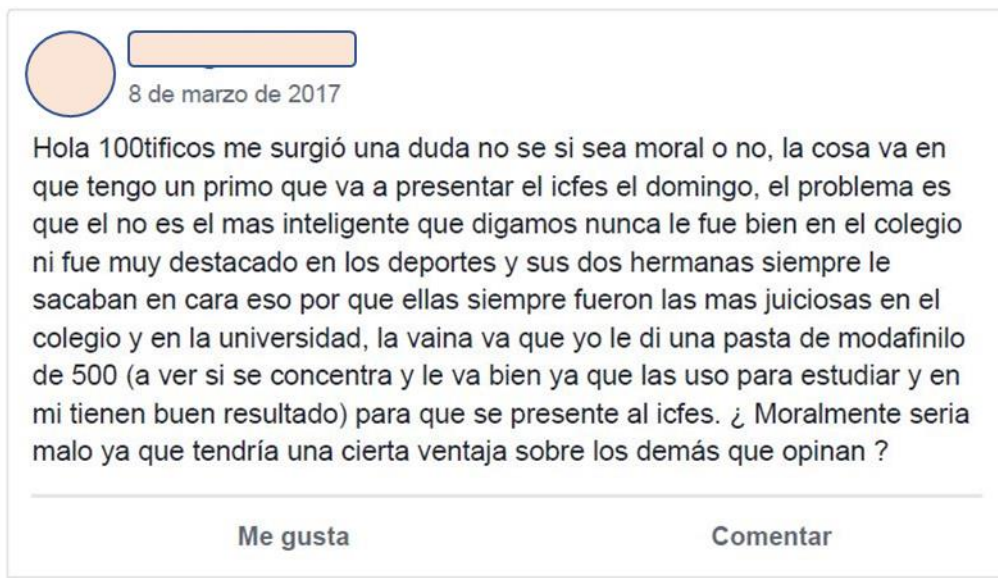 8 de marzo de 2017
Hola 100tificos me surgió una duda no se si sea moral o no, la cosa va en
que tengo un primo que va a presentar el icfes el domingo, el problema es
que el no es el mas inteligente que digamos nunca le fue bien en el colegio
ni fue muy destacado en los deportes y sus dos hermanas siempre le
sacaban en cara eso por que ellas siempre fueron las mas juiciosas en el
colegio y en la universidad, la vaina va que yo le di una pasta de modafinilo
de 500 (a ver si se concentra y le va bien ya que las uso para estudiar y en
mi tienen buen resultado) para que se presente al icfes. ¿ Moralmente seria
malo ya que tendría una cierta ventaja sobre los demás que opinan ?
Me gusta
Comentar